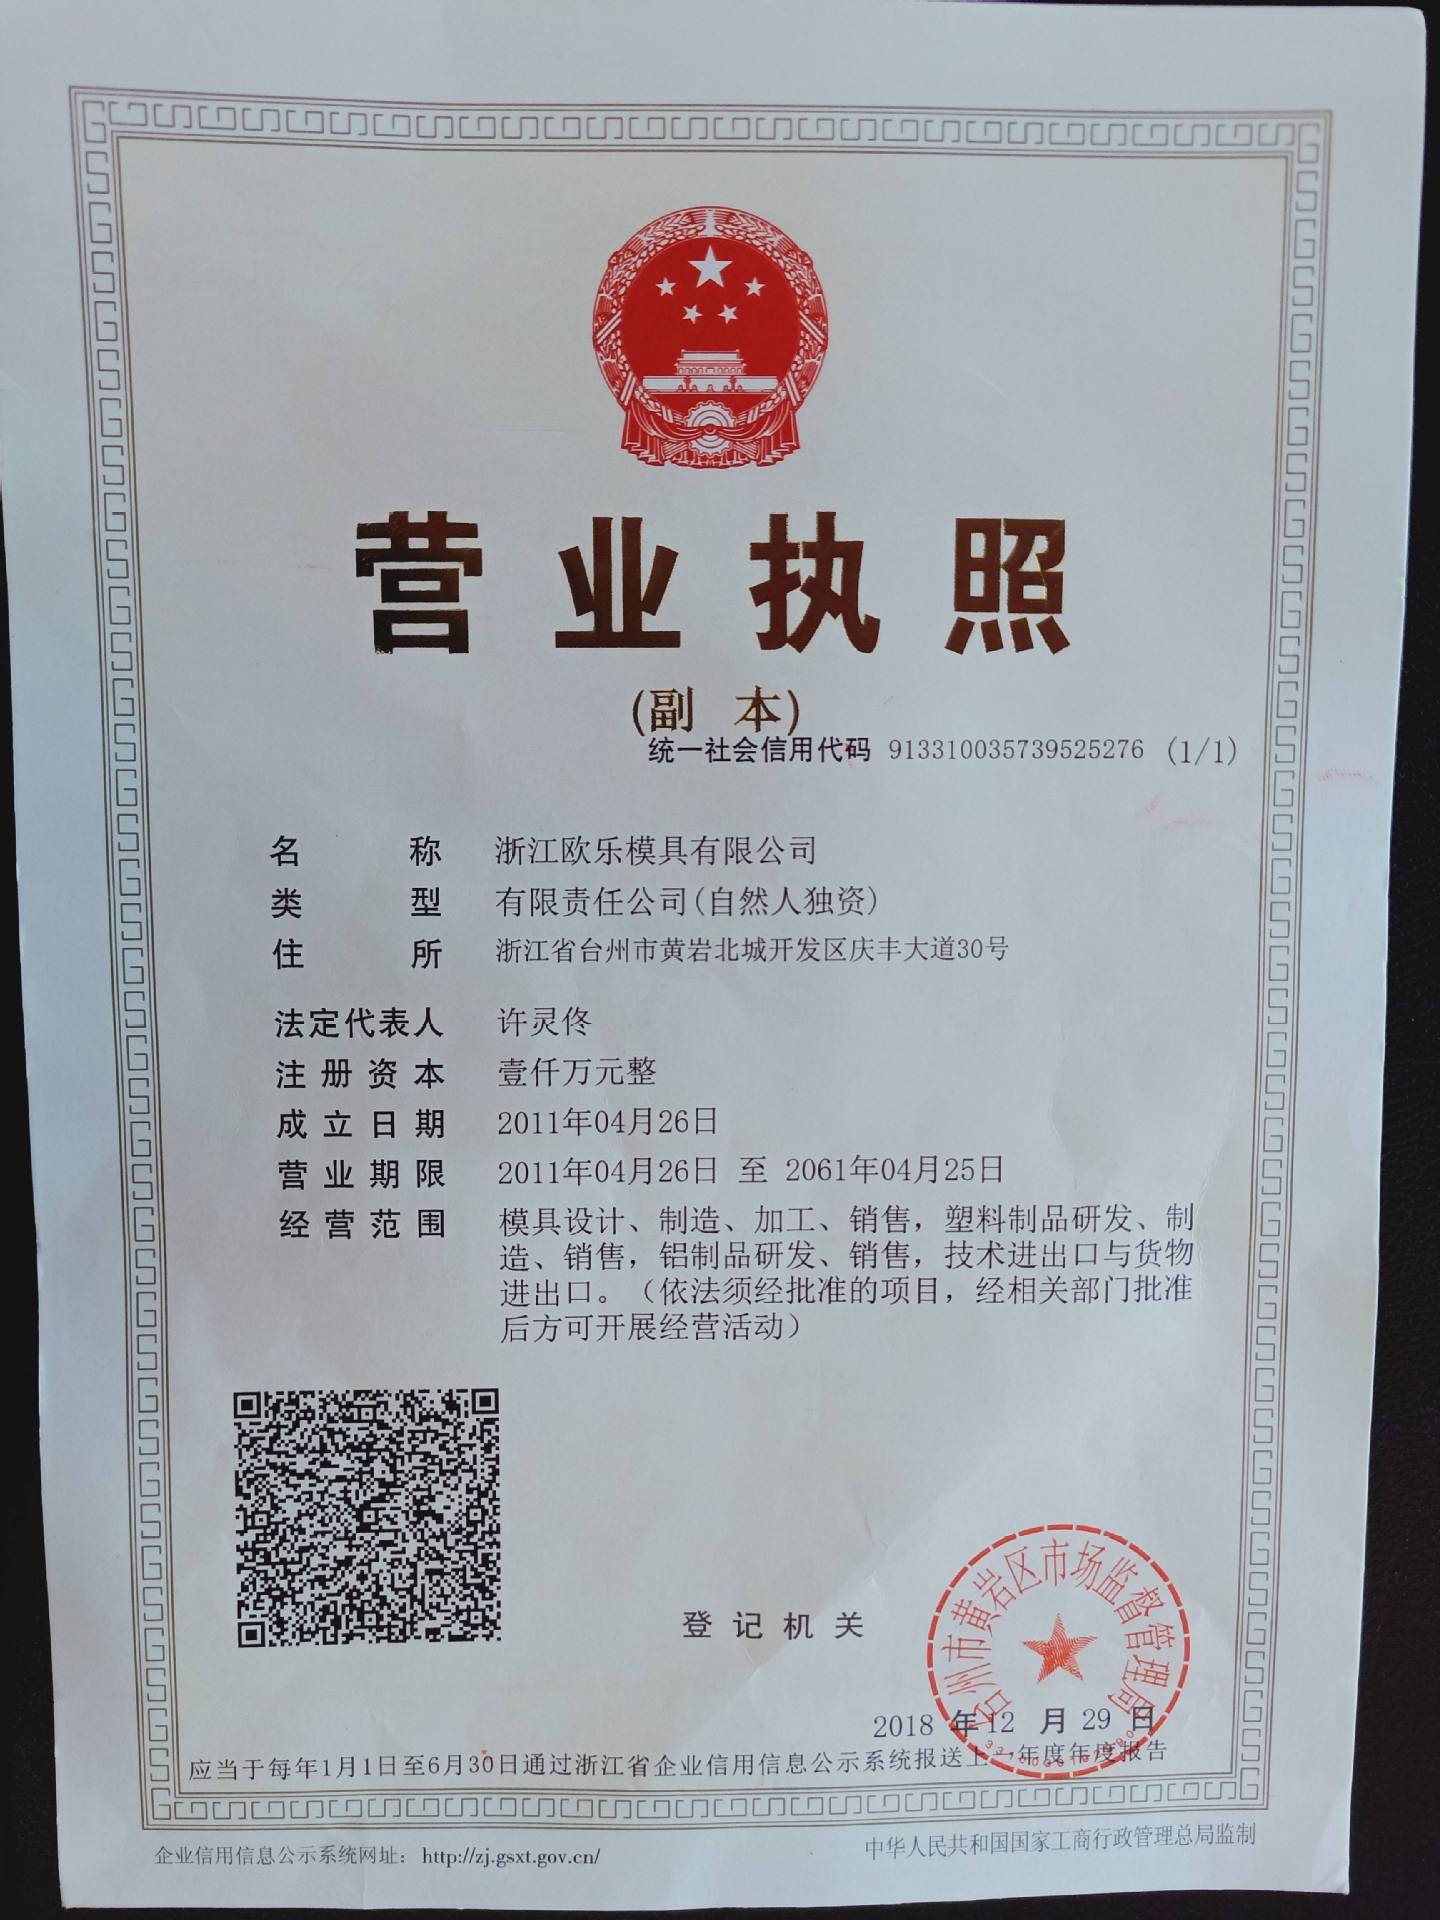 营业执照
(副 本)
统一社会信用代码 913310035739525276 (1/1)
名称 浙江欧乐模具有限公司
类型 有限责任公司(自然人独资)
住所 浙江省台州市黄岩北城开发区庆丰大道30号
法定代表人 许灵佟
注册资本 壹仟万元整
成立日期 2011年04月26日
营业期限 2011年04月26日 至 2061年04月25日
经营范围 模具设计、制造、加工、销售，塑料制品研发、制
造、销售，铝制品研发、销售，技术进出口与货物
进出口。（依法须经批准的项目，经相关部门批准
后方可开展经营活动）
登记机关
台州市黄岩区市场监督管理局
2018 年 12 月 29 日
应当于每年1月1日至6月30日通过浙江省企业信用信息公示系统报送上一年度年度报告
企业信用信息公示系统网址： http://zj.gsxt.gov.cn/
中华人民共和国国家工商行政管理总局监制